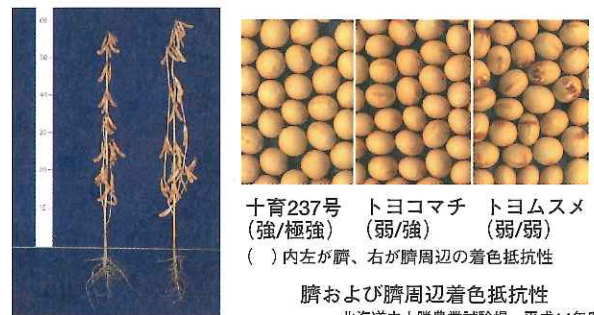 十育237号 トヨコマチ トヨムスメ
(強/極強) (弱/強) (弱/弱)
( )内左が臍、右が臍周辺の着色抵抗性
臍および臍周辺着色抵抗性